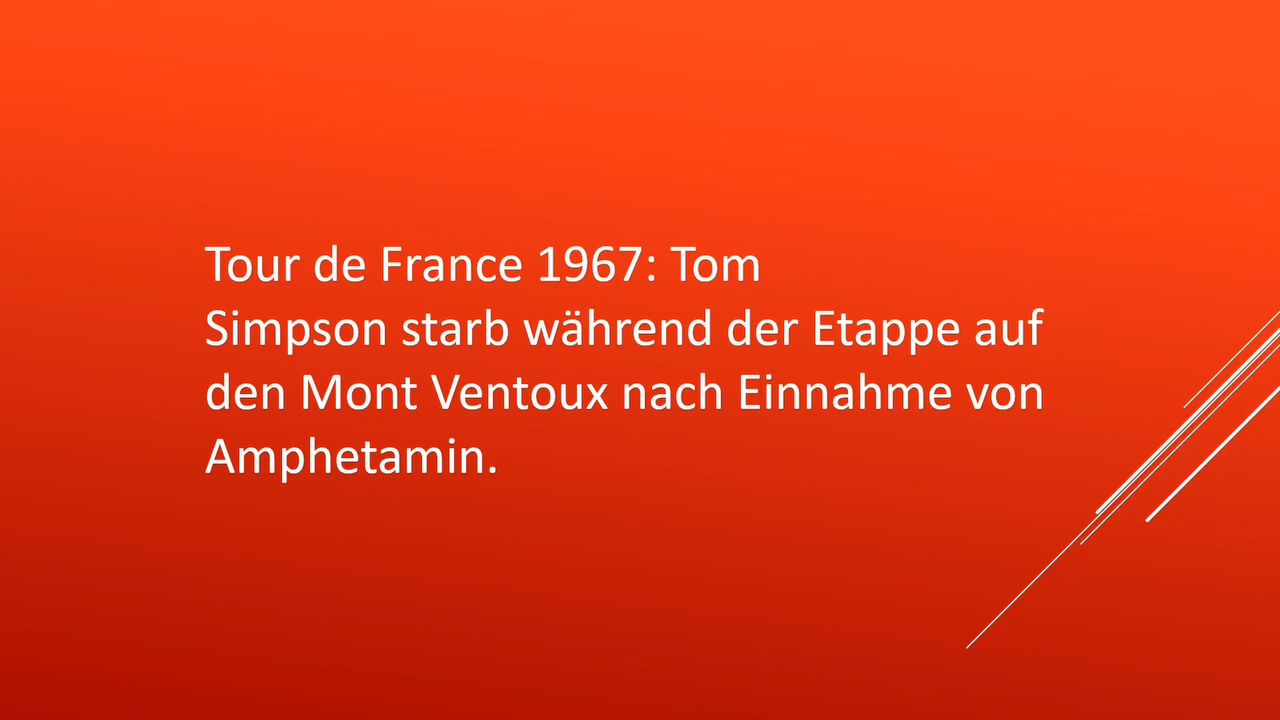 Tour de France 1967: Tom
Simpson starb während der Etappe auf
den Mont Ventoux nach Einnahme von
Amphetamin.